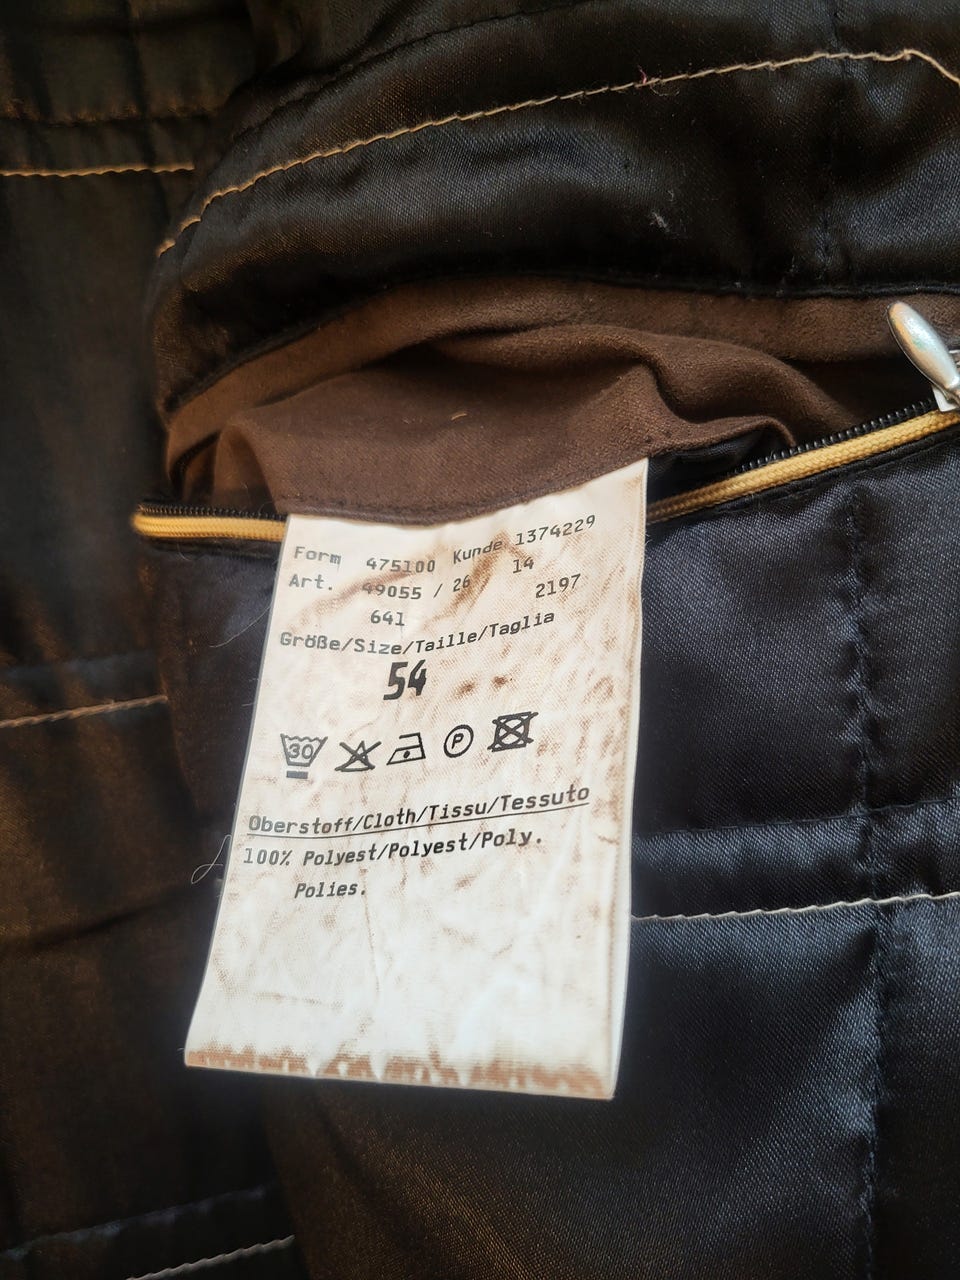 Form 475100 Kunde 1374229
Art. 49055 / 26 14
641 2197
Größe/Size/Taille/Taglia
54
30 P
Oberstoff/Cloth/Tissu/Tessuto
100% Polyest/Polyest/Poly.
Polies.